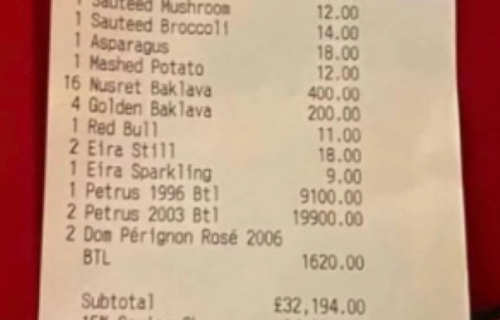 1 Sauteed Mushroom 12.00
1 Sauteed Broccoli 14.00
1 Asparagus 18.00
1 Mashed Potato 12.00
16 Nusret Baklava 400.00
4 Golden Baklava 200.00
1 Red Bull 11.00
2 Eira Still 18.00
1 Eira Sparkling 9.00
1 Petrus 1996 Btl 9100.00
2 Petrus 2003 Btl 19900.00
2 Dom Pérignon Rosé 2006
BTL 1620.00
Subtotal £32,194.00